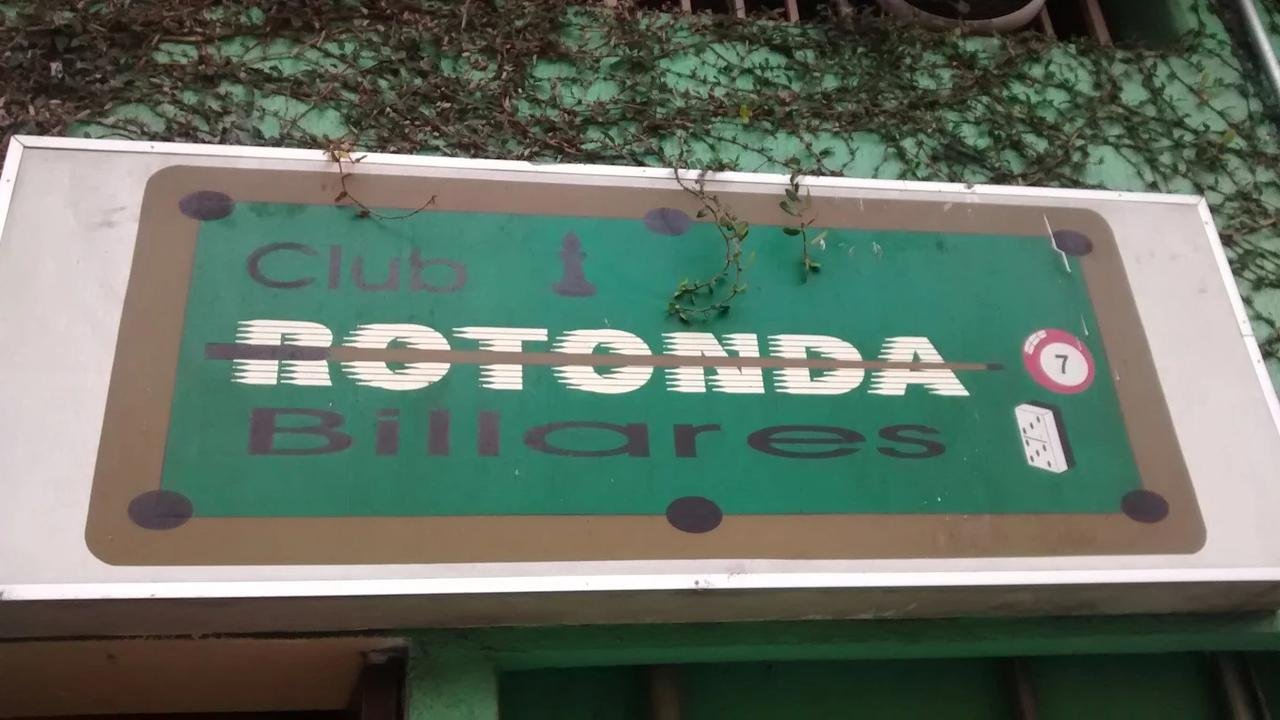 Club
ROTONDA
Billares
7